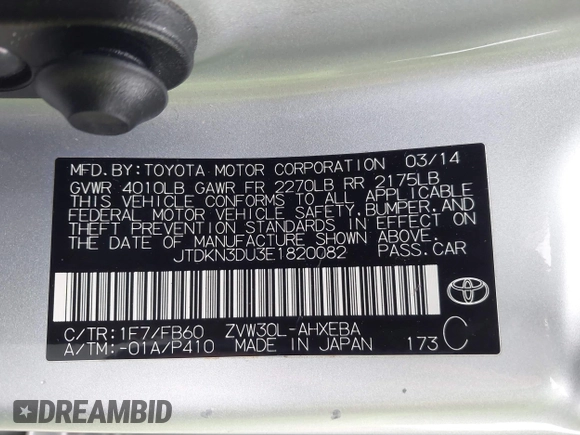 MFD.BY:TOYOTA MOTOR CORPORATION 03/14
GVWR 4010LB GAWR FR 2270LB RR 2175LB
THIS VEHICLE CONFORMS TO ALL APPLICABLE
FEDERAL MOTOR VEHICLE SAFETY,BUMPER,AND
THEFT PREVENTION STANDARDS IN EFFECT ON
THE DATE OF MANUFACTURE SHOWN ABOVE.
JTDKN3DU3E1820082 PASS.CAR
C/TR:1F7/FB60 ZVW30L-AHXEBA
A/TM:-01A/P410 MADE IN JAPAN 173 C
DREAMBID